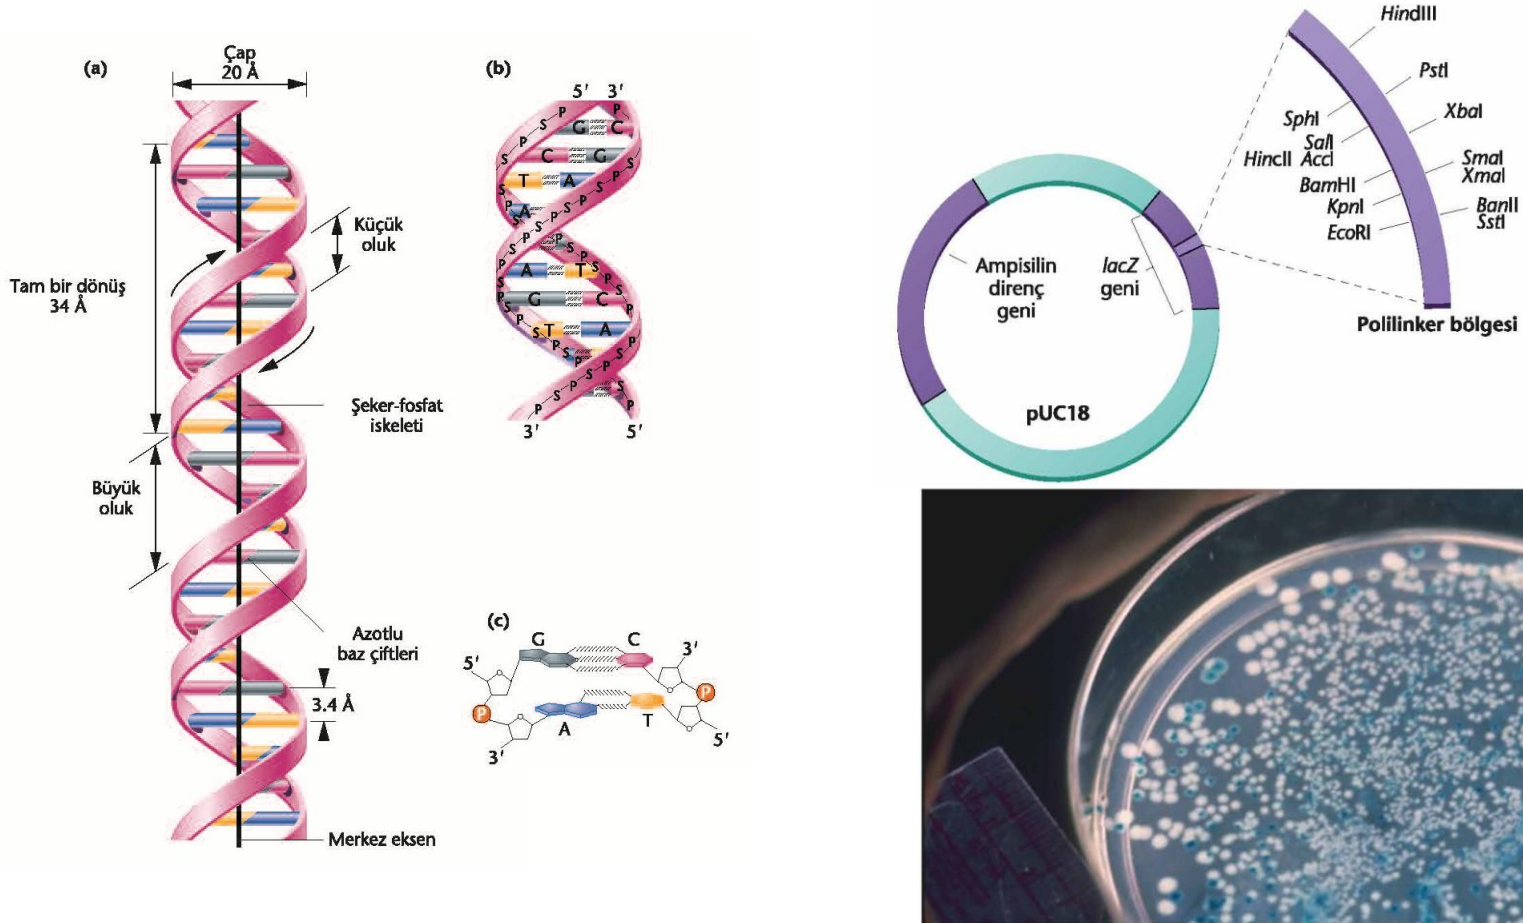 (a)
Çap
20 Å
Küçük
oluk
Tam bir dönüş
34 Å
Şeker-fosfat
iskeleti
Büyük
oluk
Azotlu
baz çiftleri
3.4 Å
Merkez eksen
(b)
5' 3'
P
S
P
S
P
S
P
S
G C
C G
T A
A
A T
G C
T A
3' 5'
(c)
G C
5' 3'
P P
A T
3' 5'
HindIII
PstI
SphI
XbaI
SalI
HincII AccI
SmaI
XmaI
BamHI
KpnI
BanII
SstI
EcoRI
Polilinker bölgesi
Ampisilin
direnç
geni
lacZ
geni
pUC18